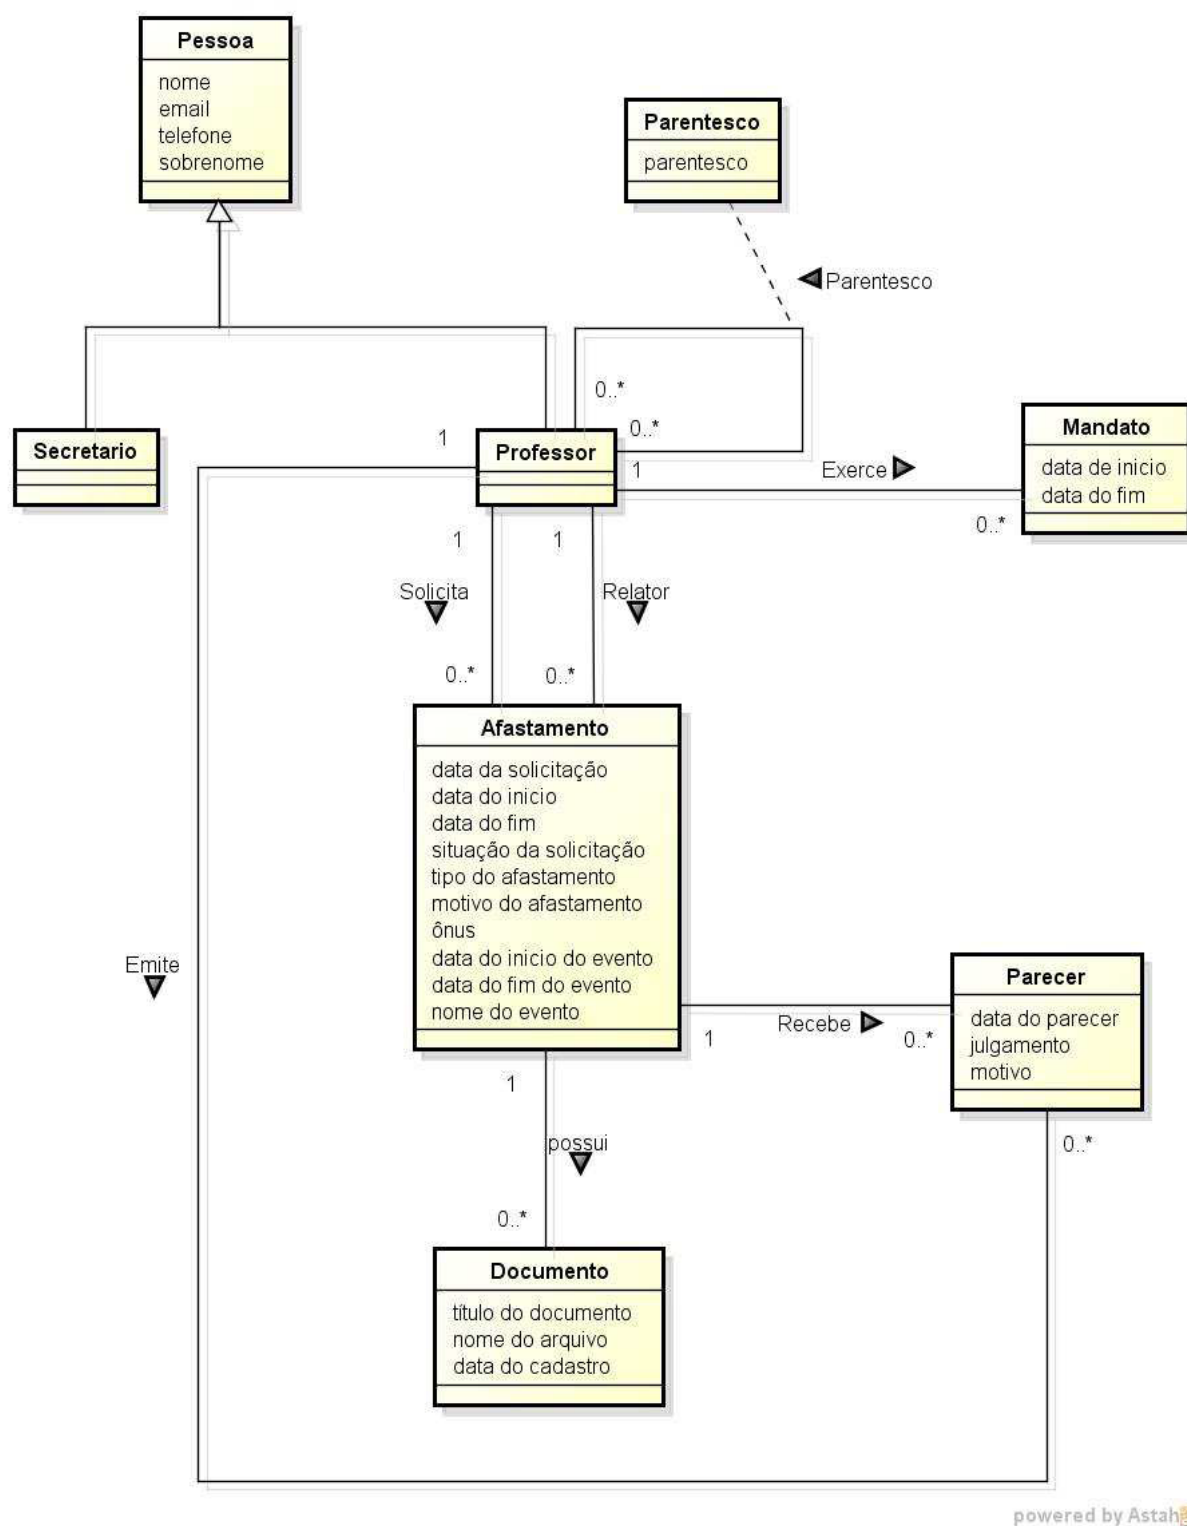 Pessoa
nome
email
telefone
sobrenome
Parentesco
parentesco
Parentesco
0..*
0..*
1
Secretario
Professor
1
Exerce
0..*
Mandato
data de inicio
data do fim
1
1
Solicita
Relator
0..*
0..*
Afastamento
data da solicitação
data do inicio
data do fim
situação da solicitação
tipo do afastamento
motivo do afastamento
ônus
data do inicio do evento
data do fim do evento
nome do evento
Emite
1
Recebe
0..*
Parecer
data do parecer
julgamento
motivo
0..*
1
possui
0..*
Documento
título do documento
nome do arquivo
data do cadastro
powered by Astah